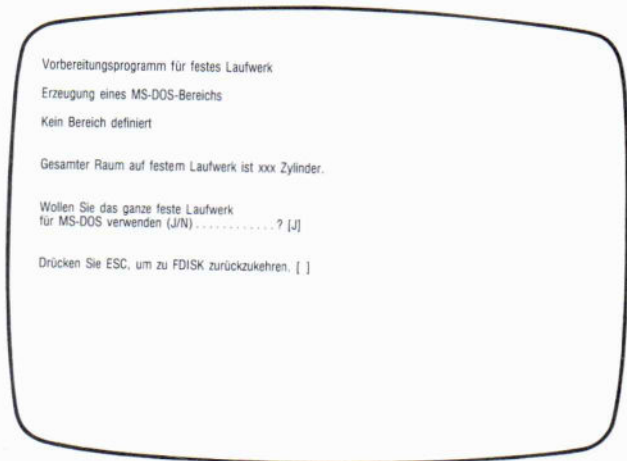 Vorbereitungsprogramm für festes Laufwerk
Erzeugung eines MS-DOS-Bereichs
Kein Bereich definiert
Gesamter Raum auf festem Laufwerk ist xxx Zylinder.
Wollen Sie das ganze feste Laufwerk
für MS-DOS verwenden (J/N) . . . . . . . . . . . . ? [J]
Drücken Sie ESC, um zu FDISK zurückzukehren. [ ]